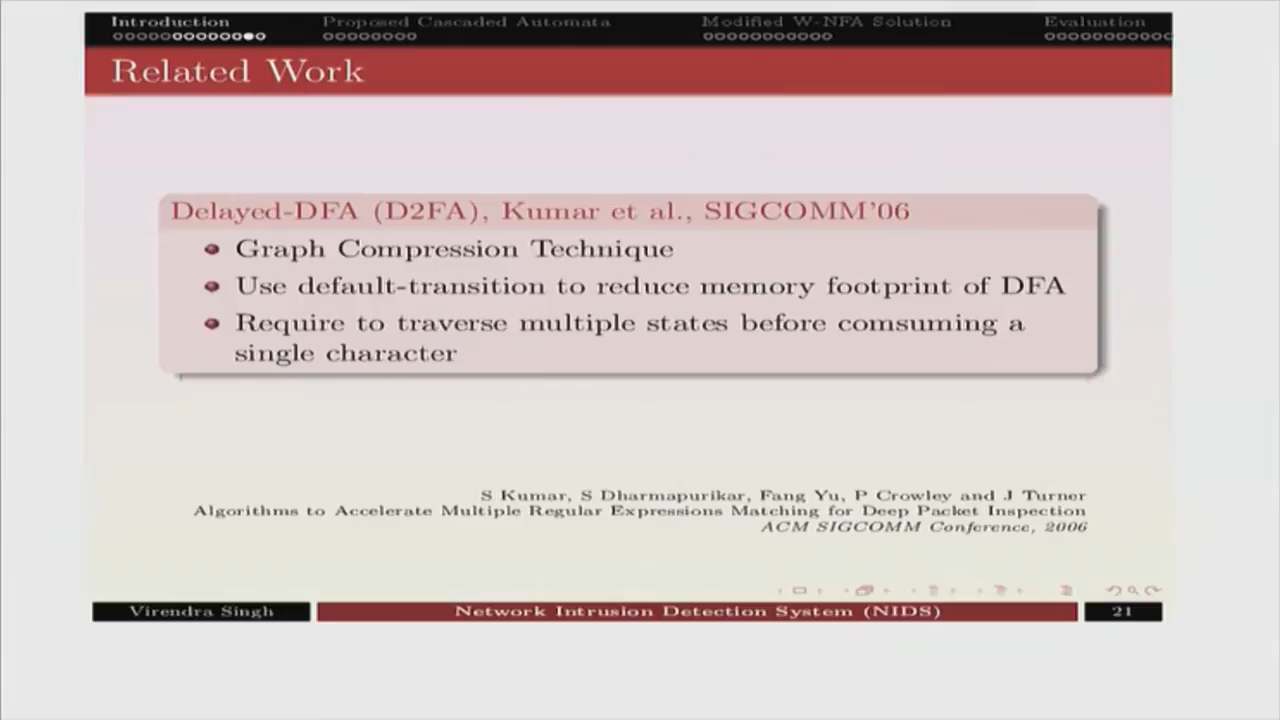 Introduction
Proposed Cascaded Automata
Modified W-NFA Solution
Evaluation
Related Work
Delayed-DFA (D2FA), Kumar et al., SIGCOMM'06
Graph Compression Technique
Use default-transition to reduce memory footprint of DFA
Require to traverse multiple states before comsuming a
single character
S Kumar, S Dharmapurikar, Fang Yu, P Crowley and J Turner
Algorithms to Accelerate Multiple Regular Expressions Matching for Deep Packet Inspection
ACM SIGCOMM Conference, 2006
Virendra Singh
Network Intrusion Detection System (NIDS)
21